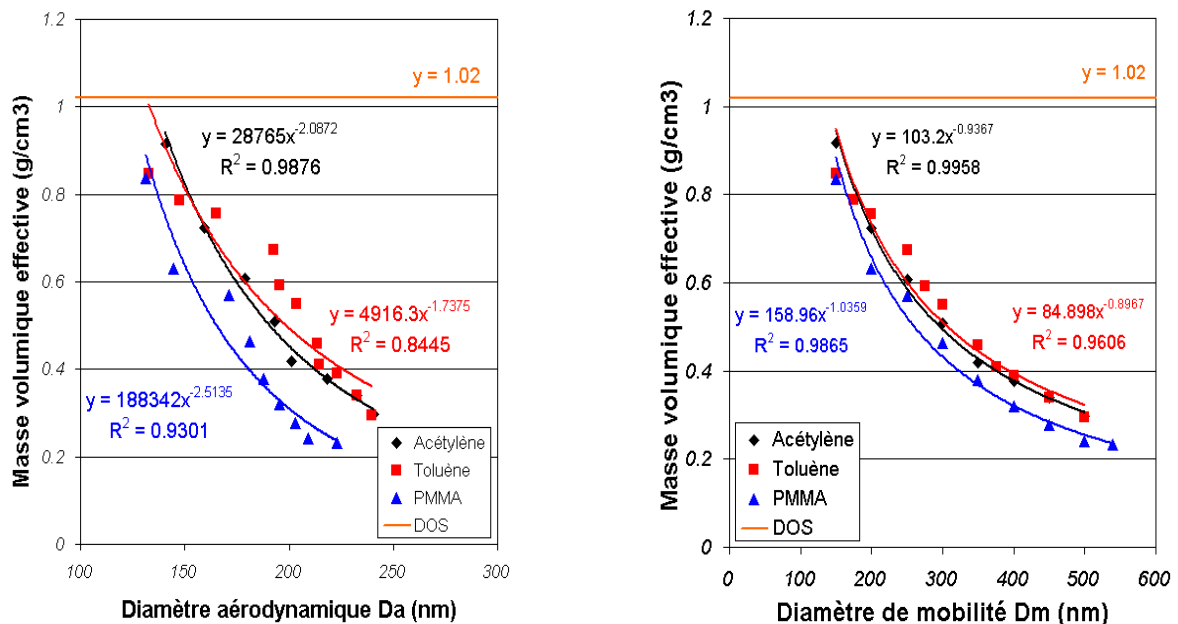 Masse volumique effective (g/cm3)
1.2
1
0.8
0.6
0.4
0.2
0
y = 1.02
y = 28765x^-2.0872
R² = 0.9876
y = 4916.3x^-1.7375
R² = 0.8445
y = 188342x^-2.5135
R² = 0.9301
Acétylène
Toluène
PMMA
DOS
100 150 200 250 300
Diamètre aérodynamique Da (nm)
Masse volumique effective (g/cm3)
1.2
1
0.8
0.6
0.4
0.2
0
y = 1.02
y = 103.2x^-0.9367
R² = 0.9958
y = 158.96x^-1.0359
R² = 0.9865
y = 84.898x^-0.8967
R² = 0.9606
Acétylène
Toluène
PMMA
DOS
0 100 200 300 400 500 600
Diamètre de mobilité Dm (nm)